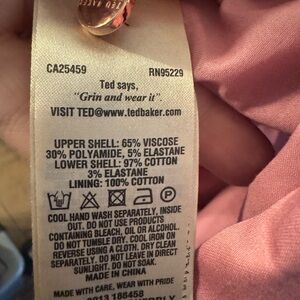 TED BAKER
CA25459 RN95229
Ted says,
"Grin and wear it".
VISIT TED@www.tedbaker.com
UPPER SHELL: 65% VISCOSE
30% POLYAMIDE, 5% ELASTANE
LOWER SHELL: 97% COTTON
3% ELASTANE
LINING: 100% COTTON
COOL HAND WASH SEPARATELY, INSIDE
OUT. DO NOT USE PRODUCTS
CONTAINING BLEACH, OIL OR ALCOHOL.
DO NOT TUMBLE DRY. COOL IRON ON
REVERSE USING A CLOTH. DRY CLEAN
SEPARATELY. DO NOT LEAVE IN DIRECT
SUNLIGHT. DO NOT SOAK.
MADE IN CHINA
MADE WITH CARE, WEAR WITH PRIDE